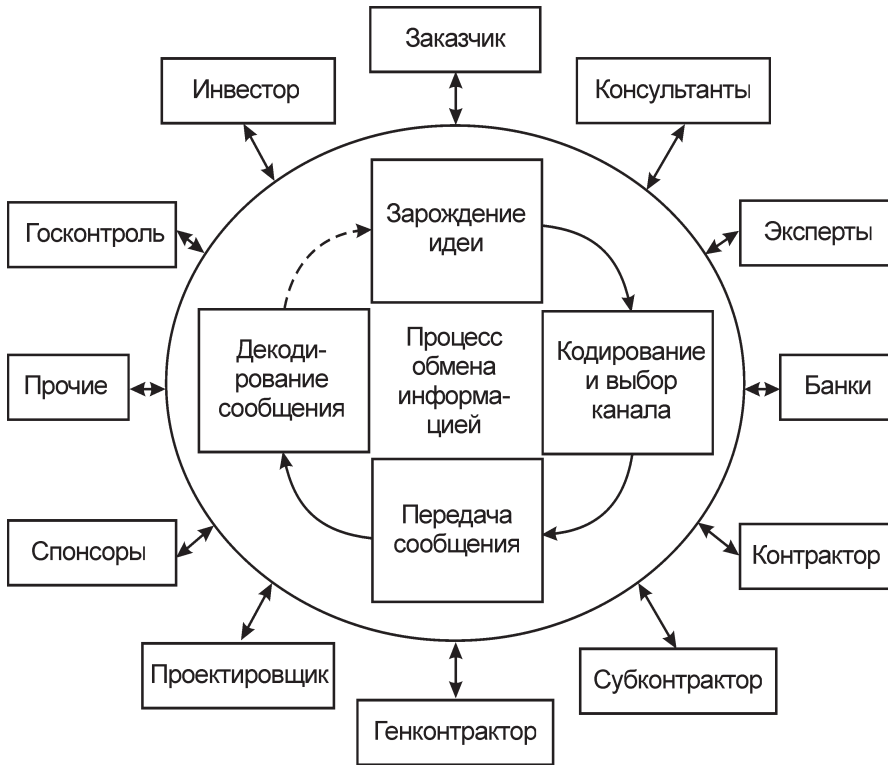 Заказчик
Инвестор
Консультанты
Зарождение
идеи
Госконтроль
Эксперты
Декоди-
рование
сообщения
Процесс
обмена
информа-
цией
Кодирование
и выбор
канала
Прочие
Банки
Передача
сообщения
Спонсоры
Контрактор
Проектировщик
Субконтрактор
Генконтрактор